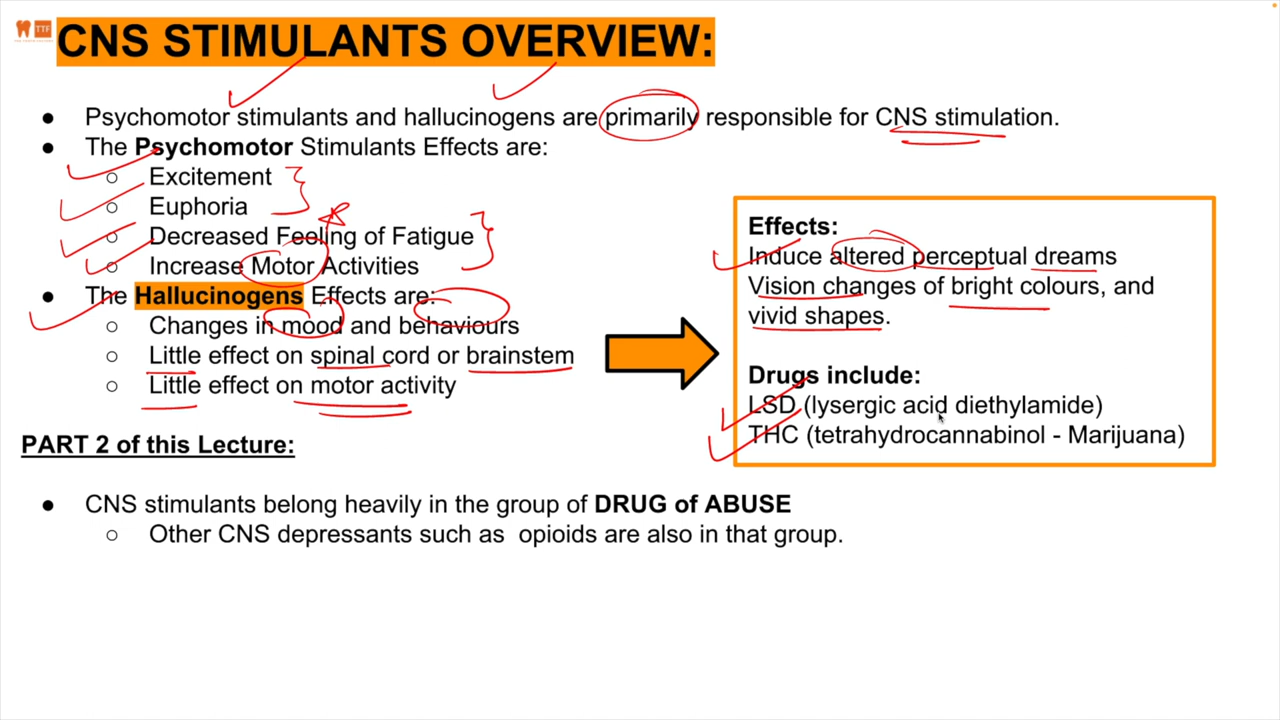 TTF
CNS STIMULANTS OVERVIEW:
● Psychomotor stimulants and hallucinogens are primarily responsible for CNS stimulation.
● The Psychomotor Stimulants Effects are:
○ Excitement
○ Euphoria
○ Decreased Feeling of Fatigue
○ Increase Motor Activities
● The Hallucinogens Effects are:
○ Changes in mood and behaviours
○ Little effect on spinal cord or brainstem
○ Little effect on motor activity
Effects:
Induce altered perceptual dreams
Vision changes of bright colours, and
vivid shapes.
Drugs include:
LSD (lysergic acid diethylamide)
THC (tetrahydrocannabinol - Marijuana)
PART 2 of this Lecture:
● CNS stimulants belong heavily in the group of DRUG of ABUSE
○ Other CNS depressants such as opioids are also in that group.